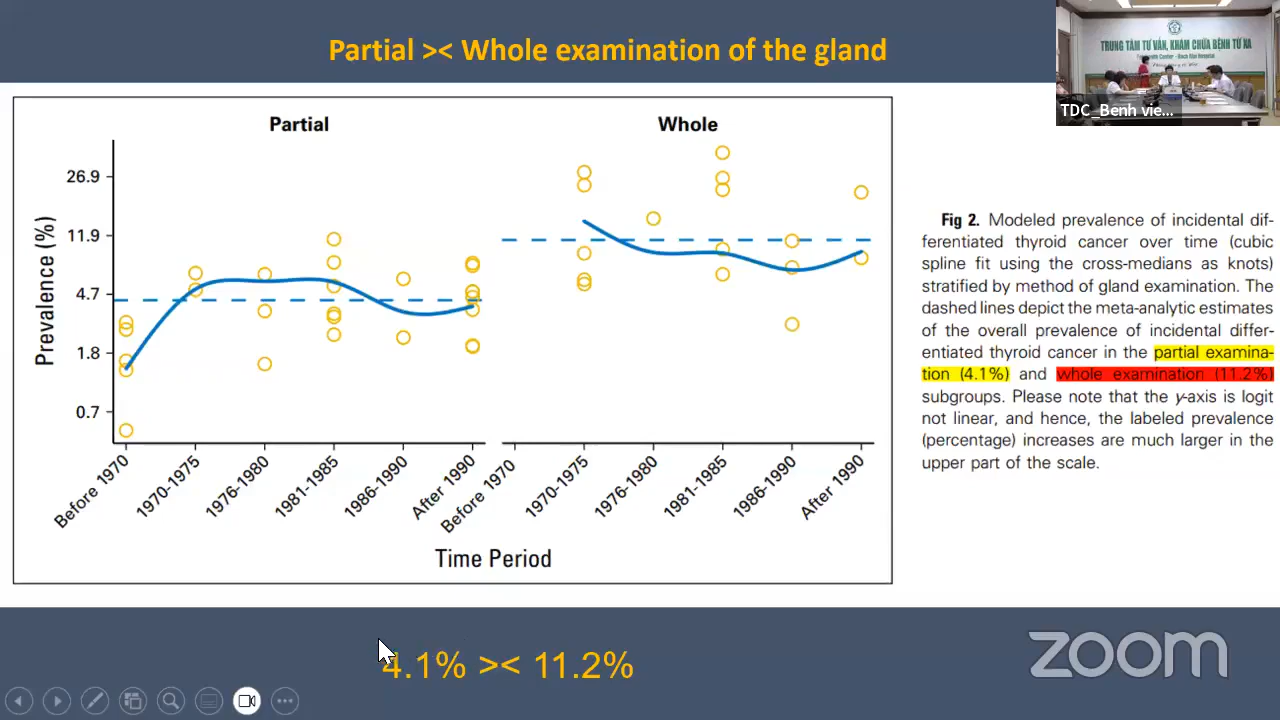 Partial >< Whole examination of the gland
TRUNG TÂM TƯ VẤN, KHÁM CHỮA BỆNH TỪ XA
TDC_Benh vie...
Partial
Whole
Prevalence (%)
26.9
11.9
4.7
1.8
0.7
Before 1970
1970-1975
1976-1980
1981-1985
1986-1990
After 1990
Before 1970
1970-1975
1976-1980
1981-1985
1986-1990
After 1990
Time Period
Fig 2. Modeled prevalence of incidental dif-
ferentiated thyroid cancer over time (cubic
spline fit using the cross-medians as knots)
stratified by method of gland examination. The
dashed lines depict the meta-analytic estimates
of the overall prevalence of incidental differ-
entiated thyroid cancer in the partial examina-
tion (4.1%) and whole examination (11.2%)
subgroups. Please note that the y-axis is logit
not linear, and hence, the labeled prevalence
(percentage) increases are much larger in the
upper part of the scale.
4.1% >< 11.2%
zoom